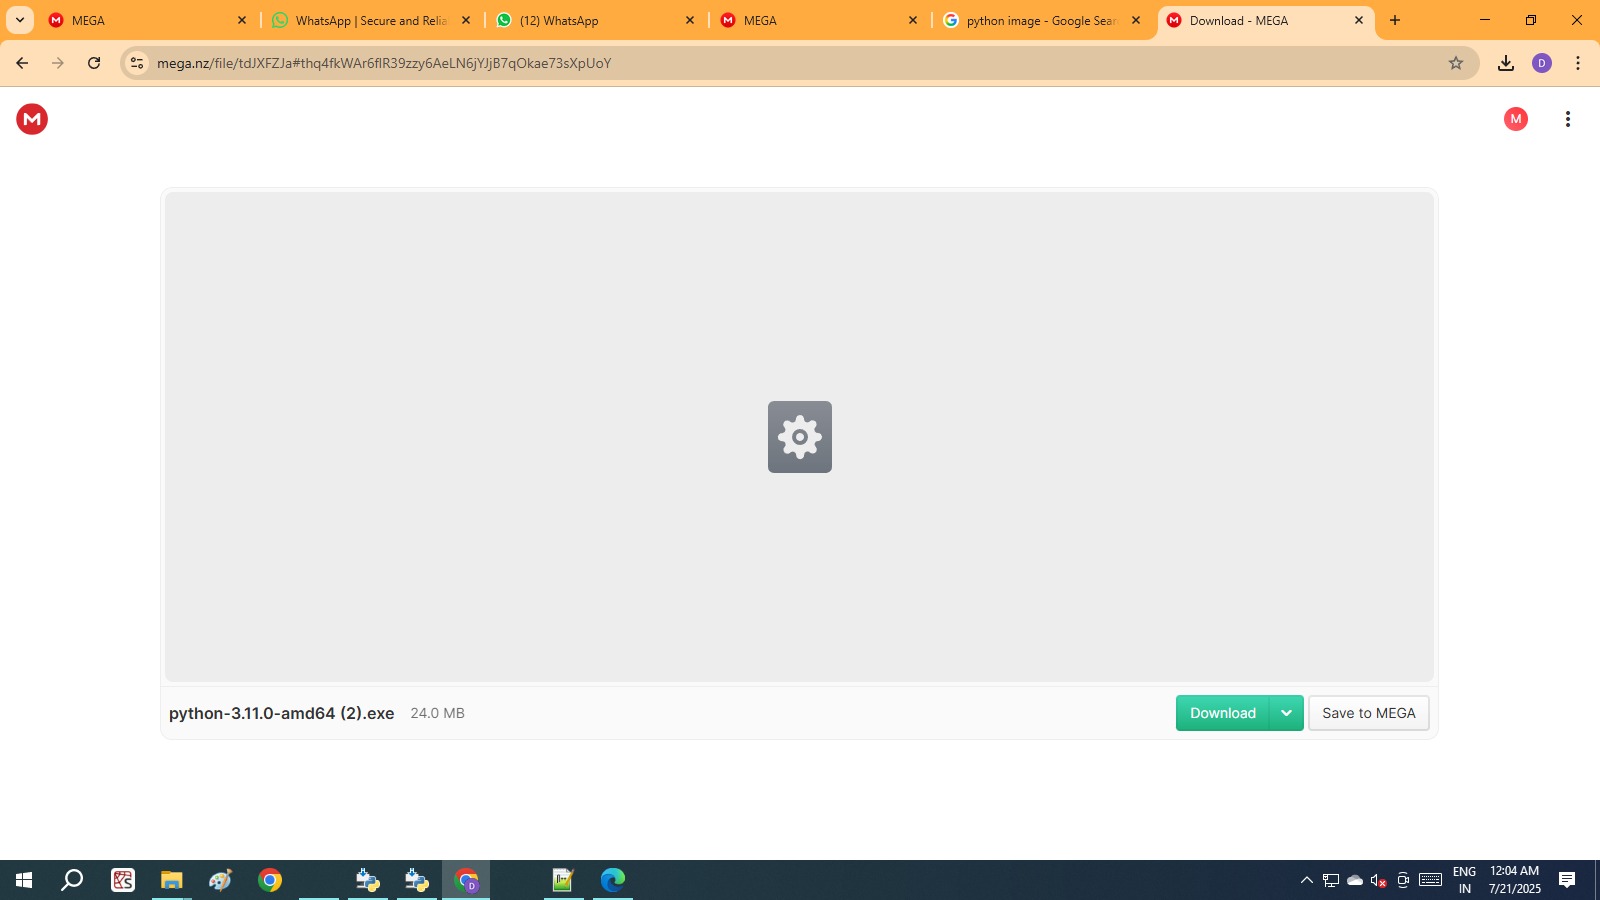 MEGA
WhatsApp | Secure and Relia
(12) WhatsApp
MEGA
python image - Google Sear
Download - MEGA
mega.nz/file/tdJXFZJa#thq4fkWAr6flR39zzy6AeLN6jYJjB7qOkae73sXpUoY
D
M
M
python-3.11.0-amd64 (2).exe
24.0 MB
Download
Save to MEGA
D
ENG
IN
12:04 AM
7/21/2025